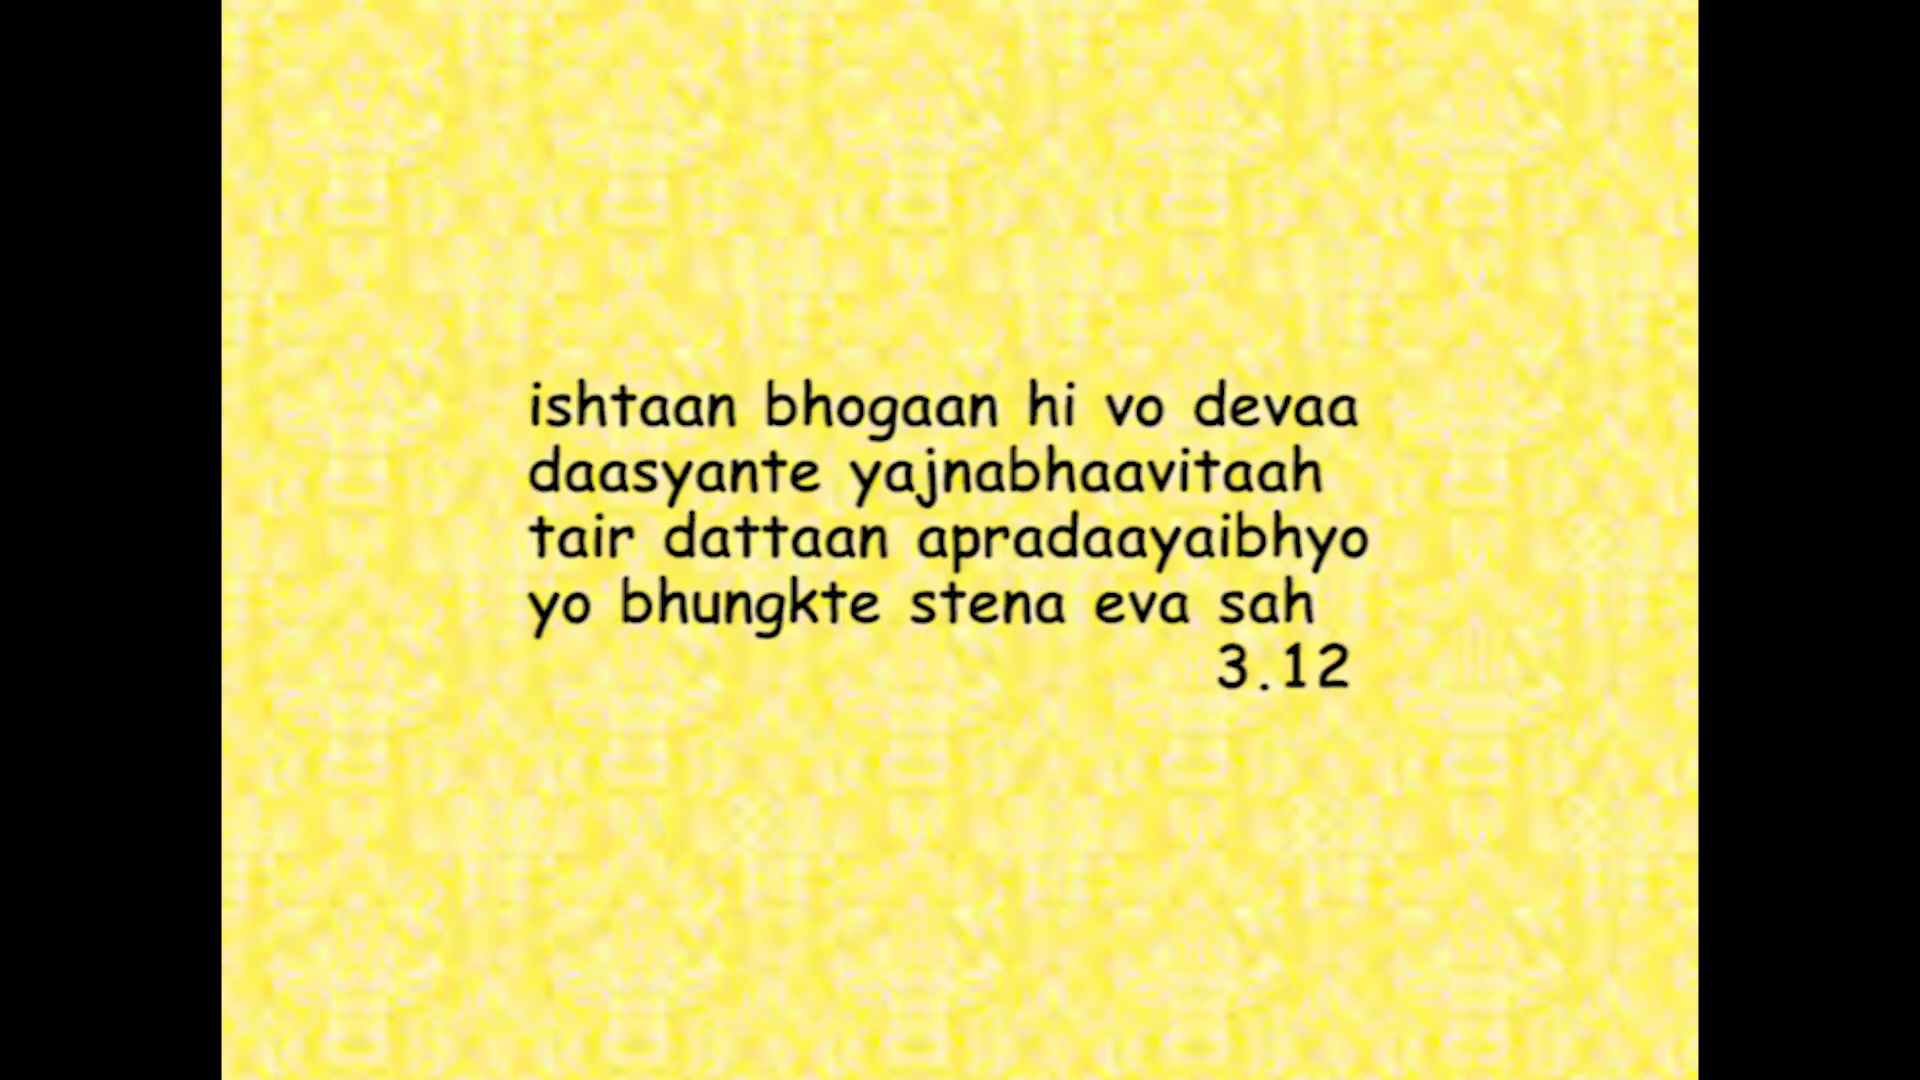 ishtaan bhogaan hi vo devaa
daasyante yajnabhaavitaah
tair dattaan apradaayaibhyo
yo bhungkte stena eva sah
3.12